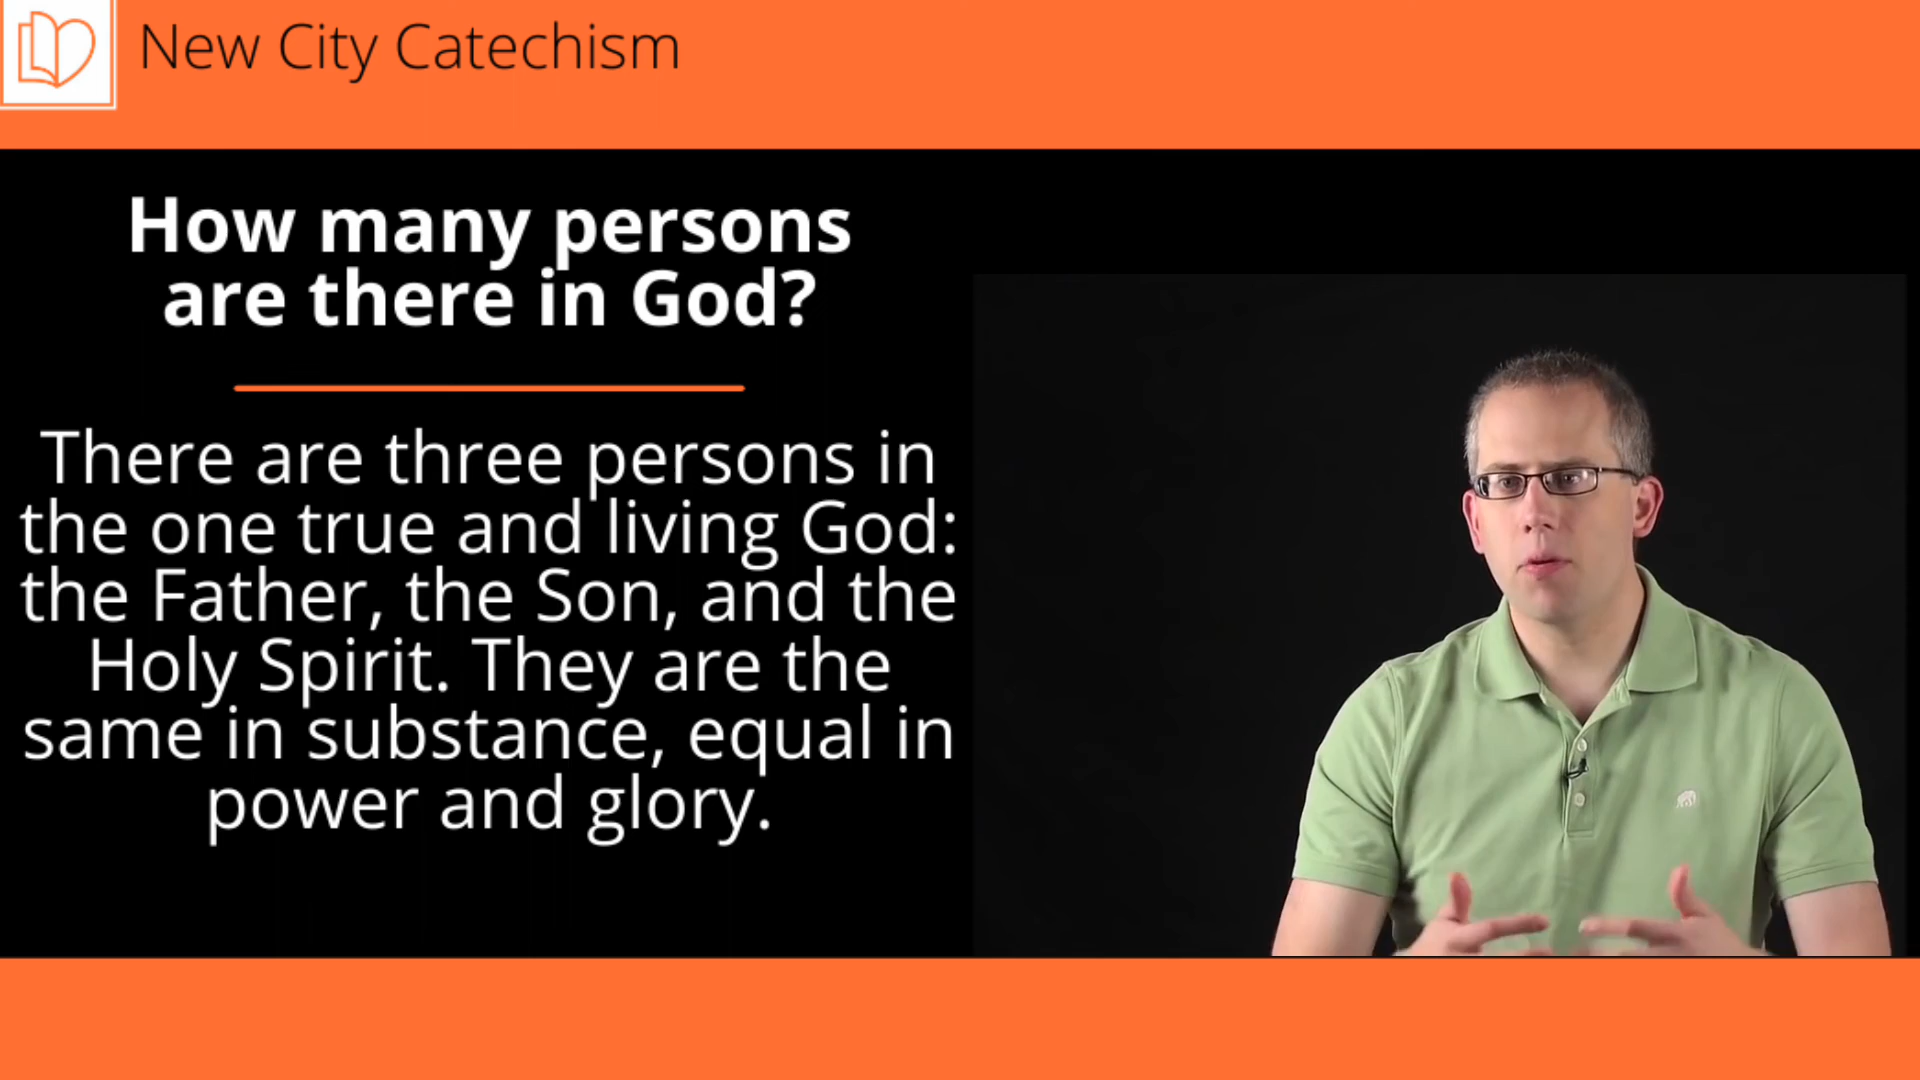 New City Catechism
How many persons
are there in God?
There are three persons in
the one true and living God:
the Father, the Son, and the
Holy Spirit. They are the
same in substance, equal in
power and glory.